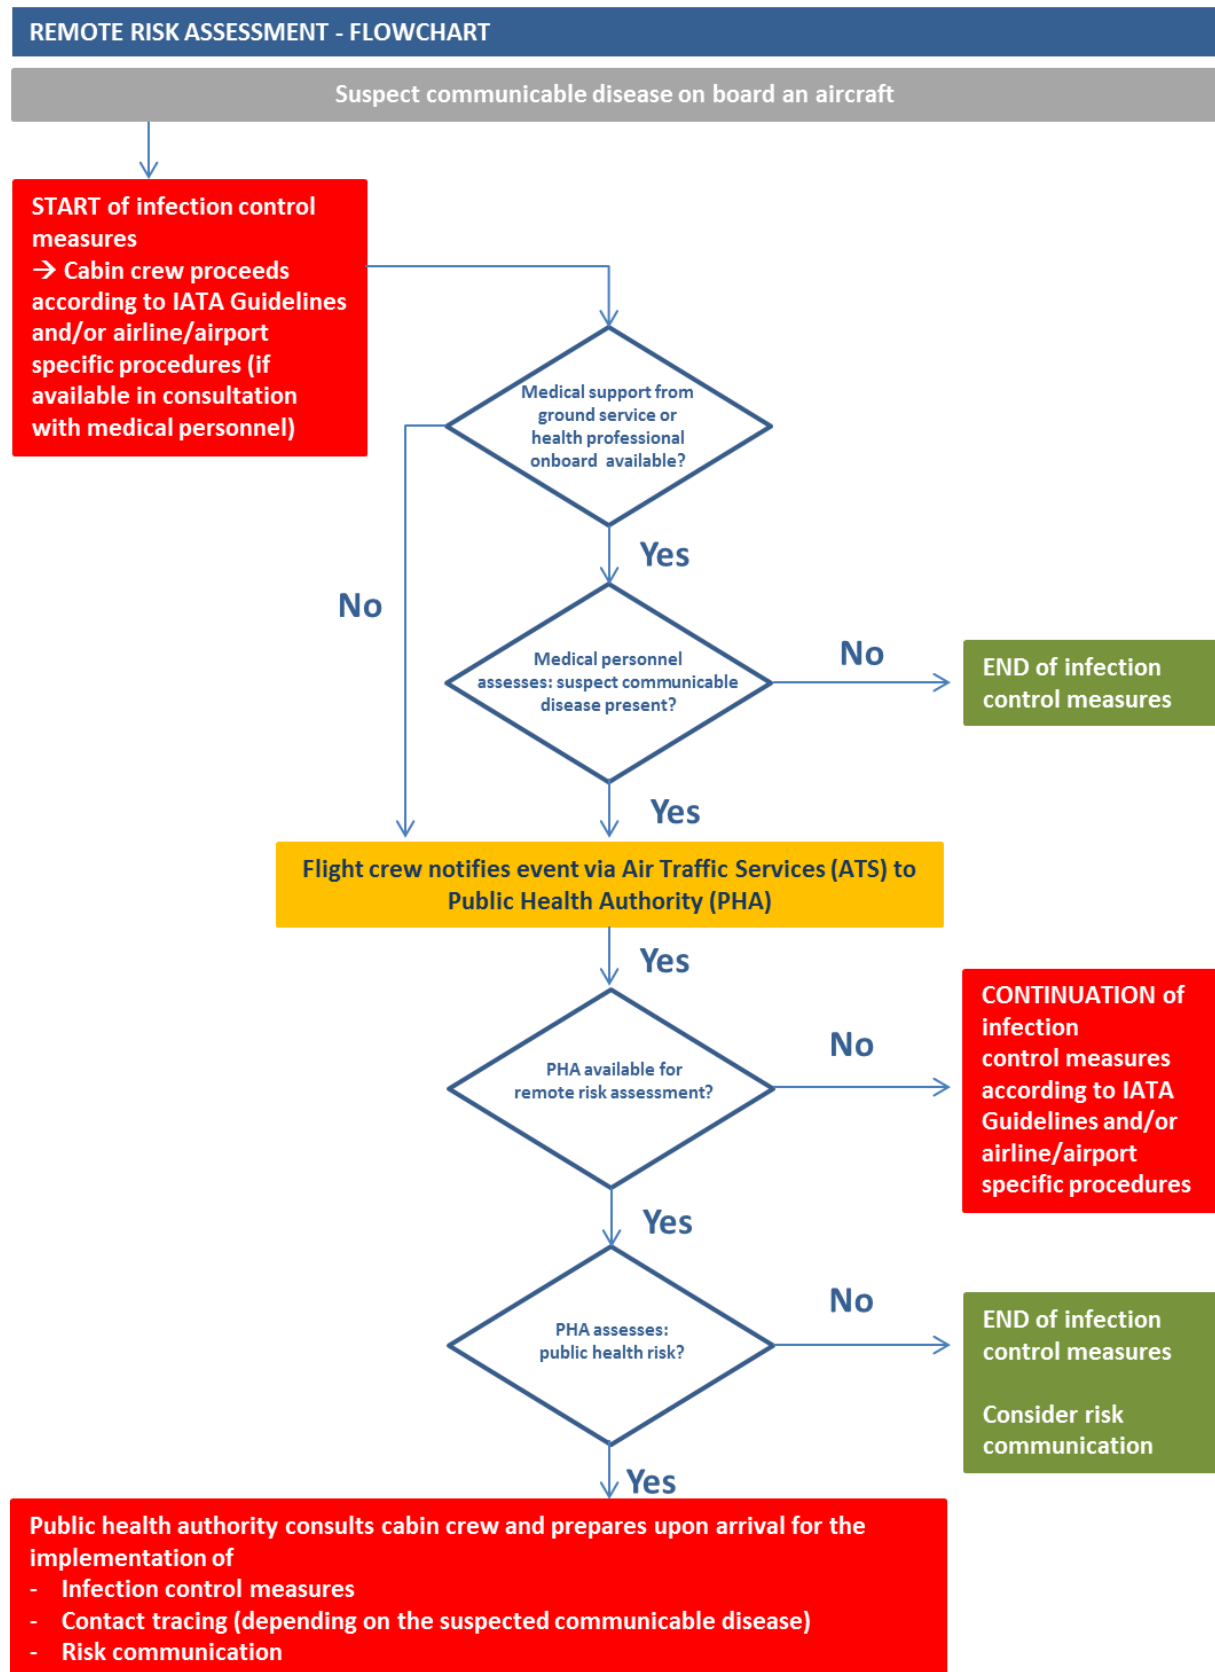 REMOTE RISK ASSESSMENT - FLOWCHART
Suspect communicable disease on board an aircraft
START of infection control
measures
→ Cabin crew proceeds
according to IATA Guidelines
and/or airline/airport
specific procedures (if
available in consultation
with medical personnel)
Medical support from
ground service or
health professional
onboard available?
Yes
No
Medical personnel
assesses: suspect communicable
disease present?
No
END of infection
control measures
Yes
Flight crew notifies event via Air Traffic Services (ATS) to
Public Health Authority (PHA)
Yes
PHA available for
remote risk assessment?
No
CONTINUATION of
infection
control measures
according to IATA
Guidelines and/or
airline/airport
specific procedures
Yes
PHA assesses:
public health risk?
No
END of infection
control measures
Consider risk
communication
Yes
Public health authority consults cabin crew and prepares upon arrival for the
implementation of
- Infection control measures
- Contact tracing (depending on the suspected communicable disease)
- Risk communication